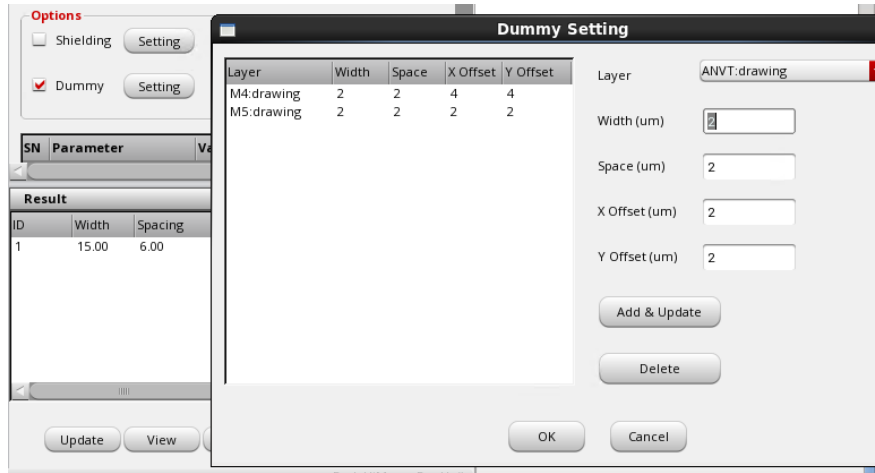 Options
Shielding Setting
Dummy Setting
SN Parameter
Result
ID Width Spacing
1 15.00 6.00
Update View
Dummy Setting
Layer Width Space X Offset Y Offset
M4:drawing 2 2 4 4
M5:drawing 2 2 2 2
Layer ANVT:drawing
Width (um) 2
Space (um) 2
X Offset (um) 2
Y Offset (um) 2
Add & Update
Delete
OK Cancel